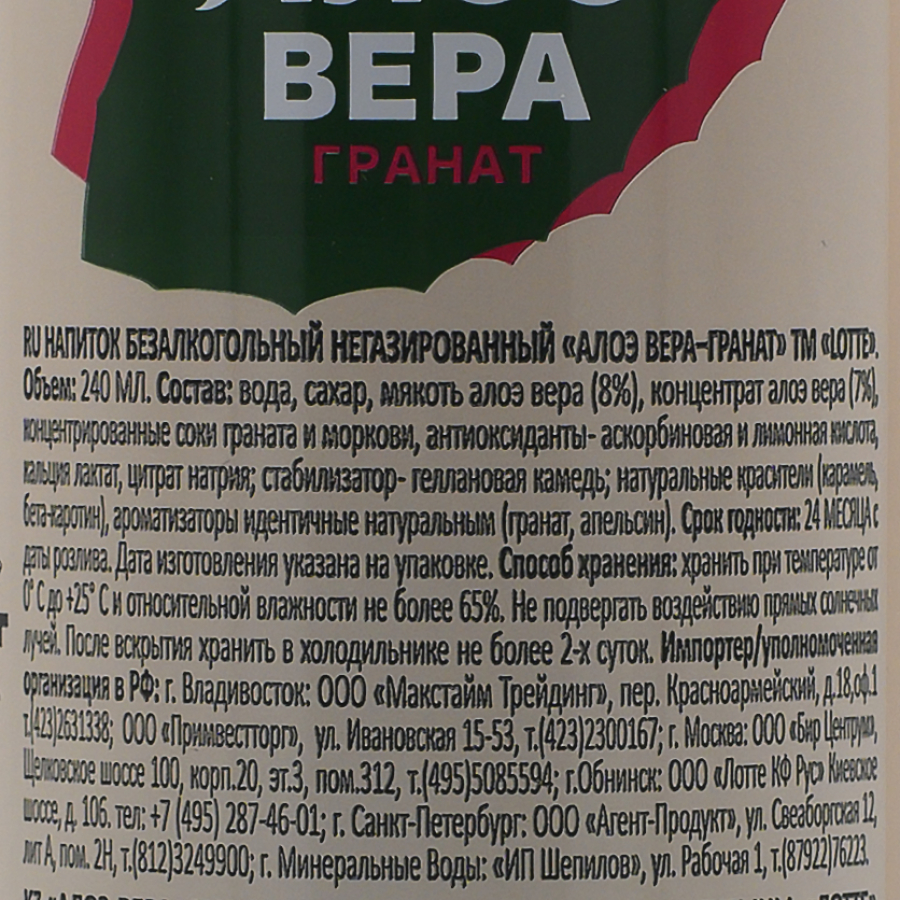 АЛОЭ
ВЕРА
ГРАНАТ
RU НАПИТОК БЕЗАЛКОГОЛЬНЫЙ НЕГАЗИРОВАННЫЙ «АЛОЭ ВЕРА–ГРАНАТ» ТМ «LOTTE».
Объем: 240 МЛ. Состав: вода, сахар, мякоть алоэ вера (8%), концентрат алоэ вера (7%),
концентрированные соки граната и моркови, антиоксиданты- аскорбиновая и лимонная кислота,
кальция лактат, цитрат натрия; стабилизатор- геллановая камедь; натуральные красители (карамель,
бета-каротин), ароматизаторы идентичные натуральным (гранат, апельсин). Срок годности: 24 МЕСЯЦА с
даты розлива. Дата изготовления указана на упаковке. Способ хранения: хранить при температуре от
0° С до +25° С и относительной влажности не более 65%. Не подвергать воздействию прямых солнечных
лучей. После вскрытия хранить в холодильнике не более 2-х суток. Импортер/уполномоченная
организация в РФ: г. Владивосток: ООО «Макстайм Трейдинг», пер. Красноармейский, д.18,оф.1
т.(423)2631338; ООО «Примвестторг», ул. Ивановская 15-53, т.(423)2300167; г. Москва: ООО «Бир Центрум»,
Щелковское шоссе 100, корп.20, эт.3, пом.312, т.(495)5085594; г.Обнинск: ООО «Лотте КФ Рус» Киевское
шоссе, д. 106. тел: +7 (495) 287-46-01; г. Санкт-Петербург: ООО «Агент-Продукт», ул. Свеаборгская 12,
лит А, пом. 2Н, т.(812)3249900; г. Минеральные Воды: «ИП Шепилов», ул. Рабочая 1, т.(87922)76223.